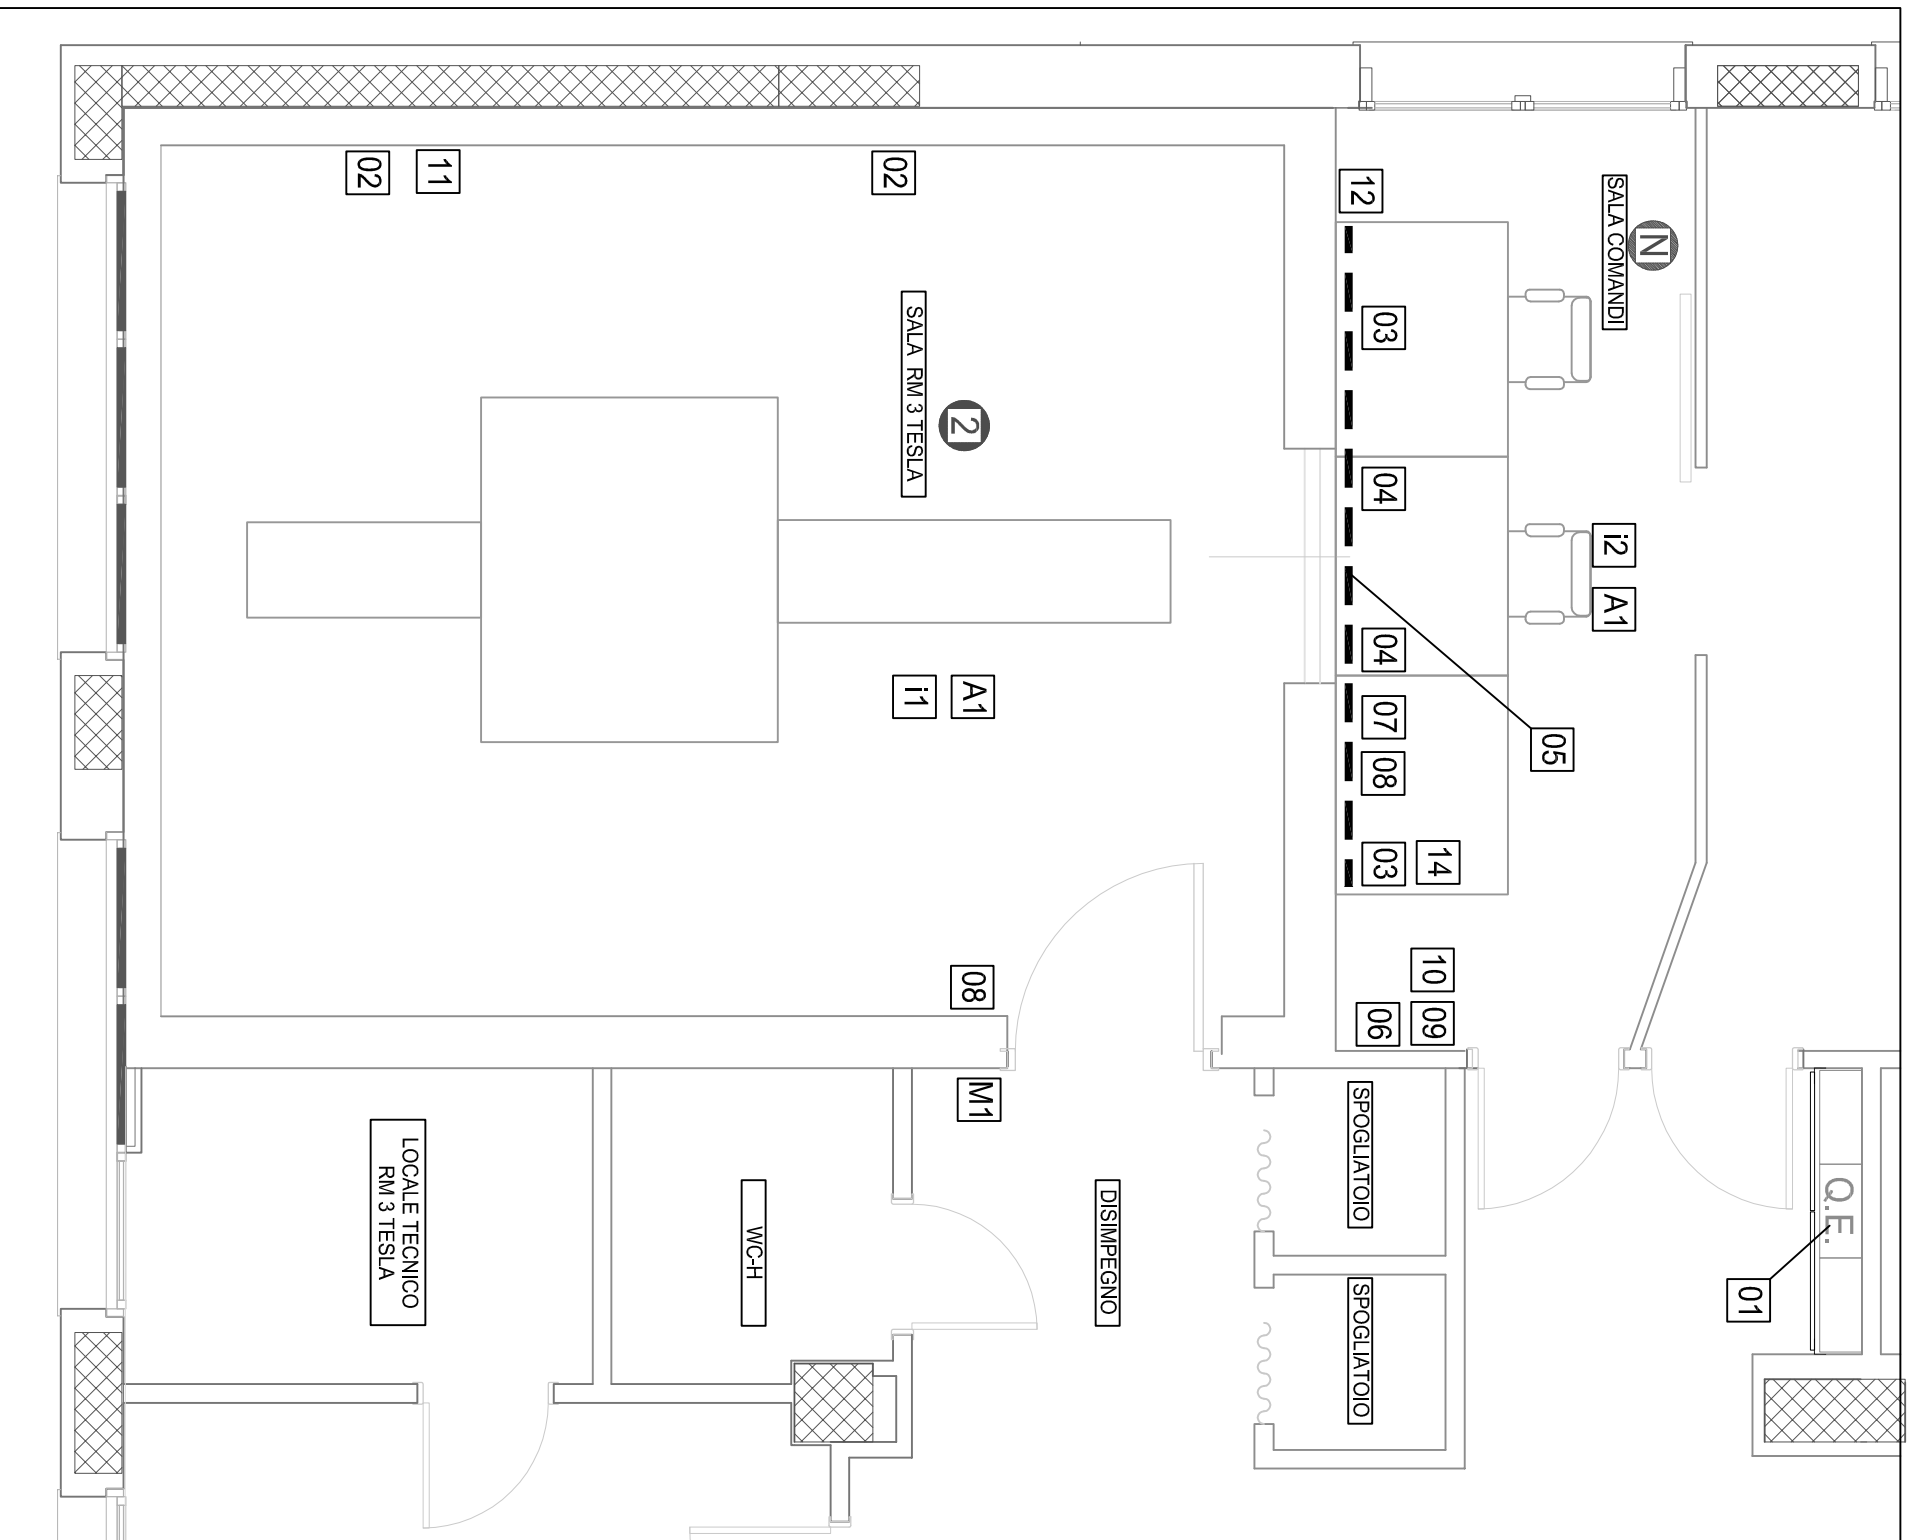 02
11
02
12
SALA COMANDI
N
03
SALA RM 3 TESLA
2
04
i2
A1
04
i1
A1
07
05
08
03
14
08
10
06
09
M1
SPOGLIATOIO
LOCALE TECNICO
RM 3 TESLA
WC-H
DISIMPEGNO
Q.E.
01
SPOGLIATOIO